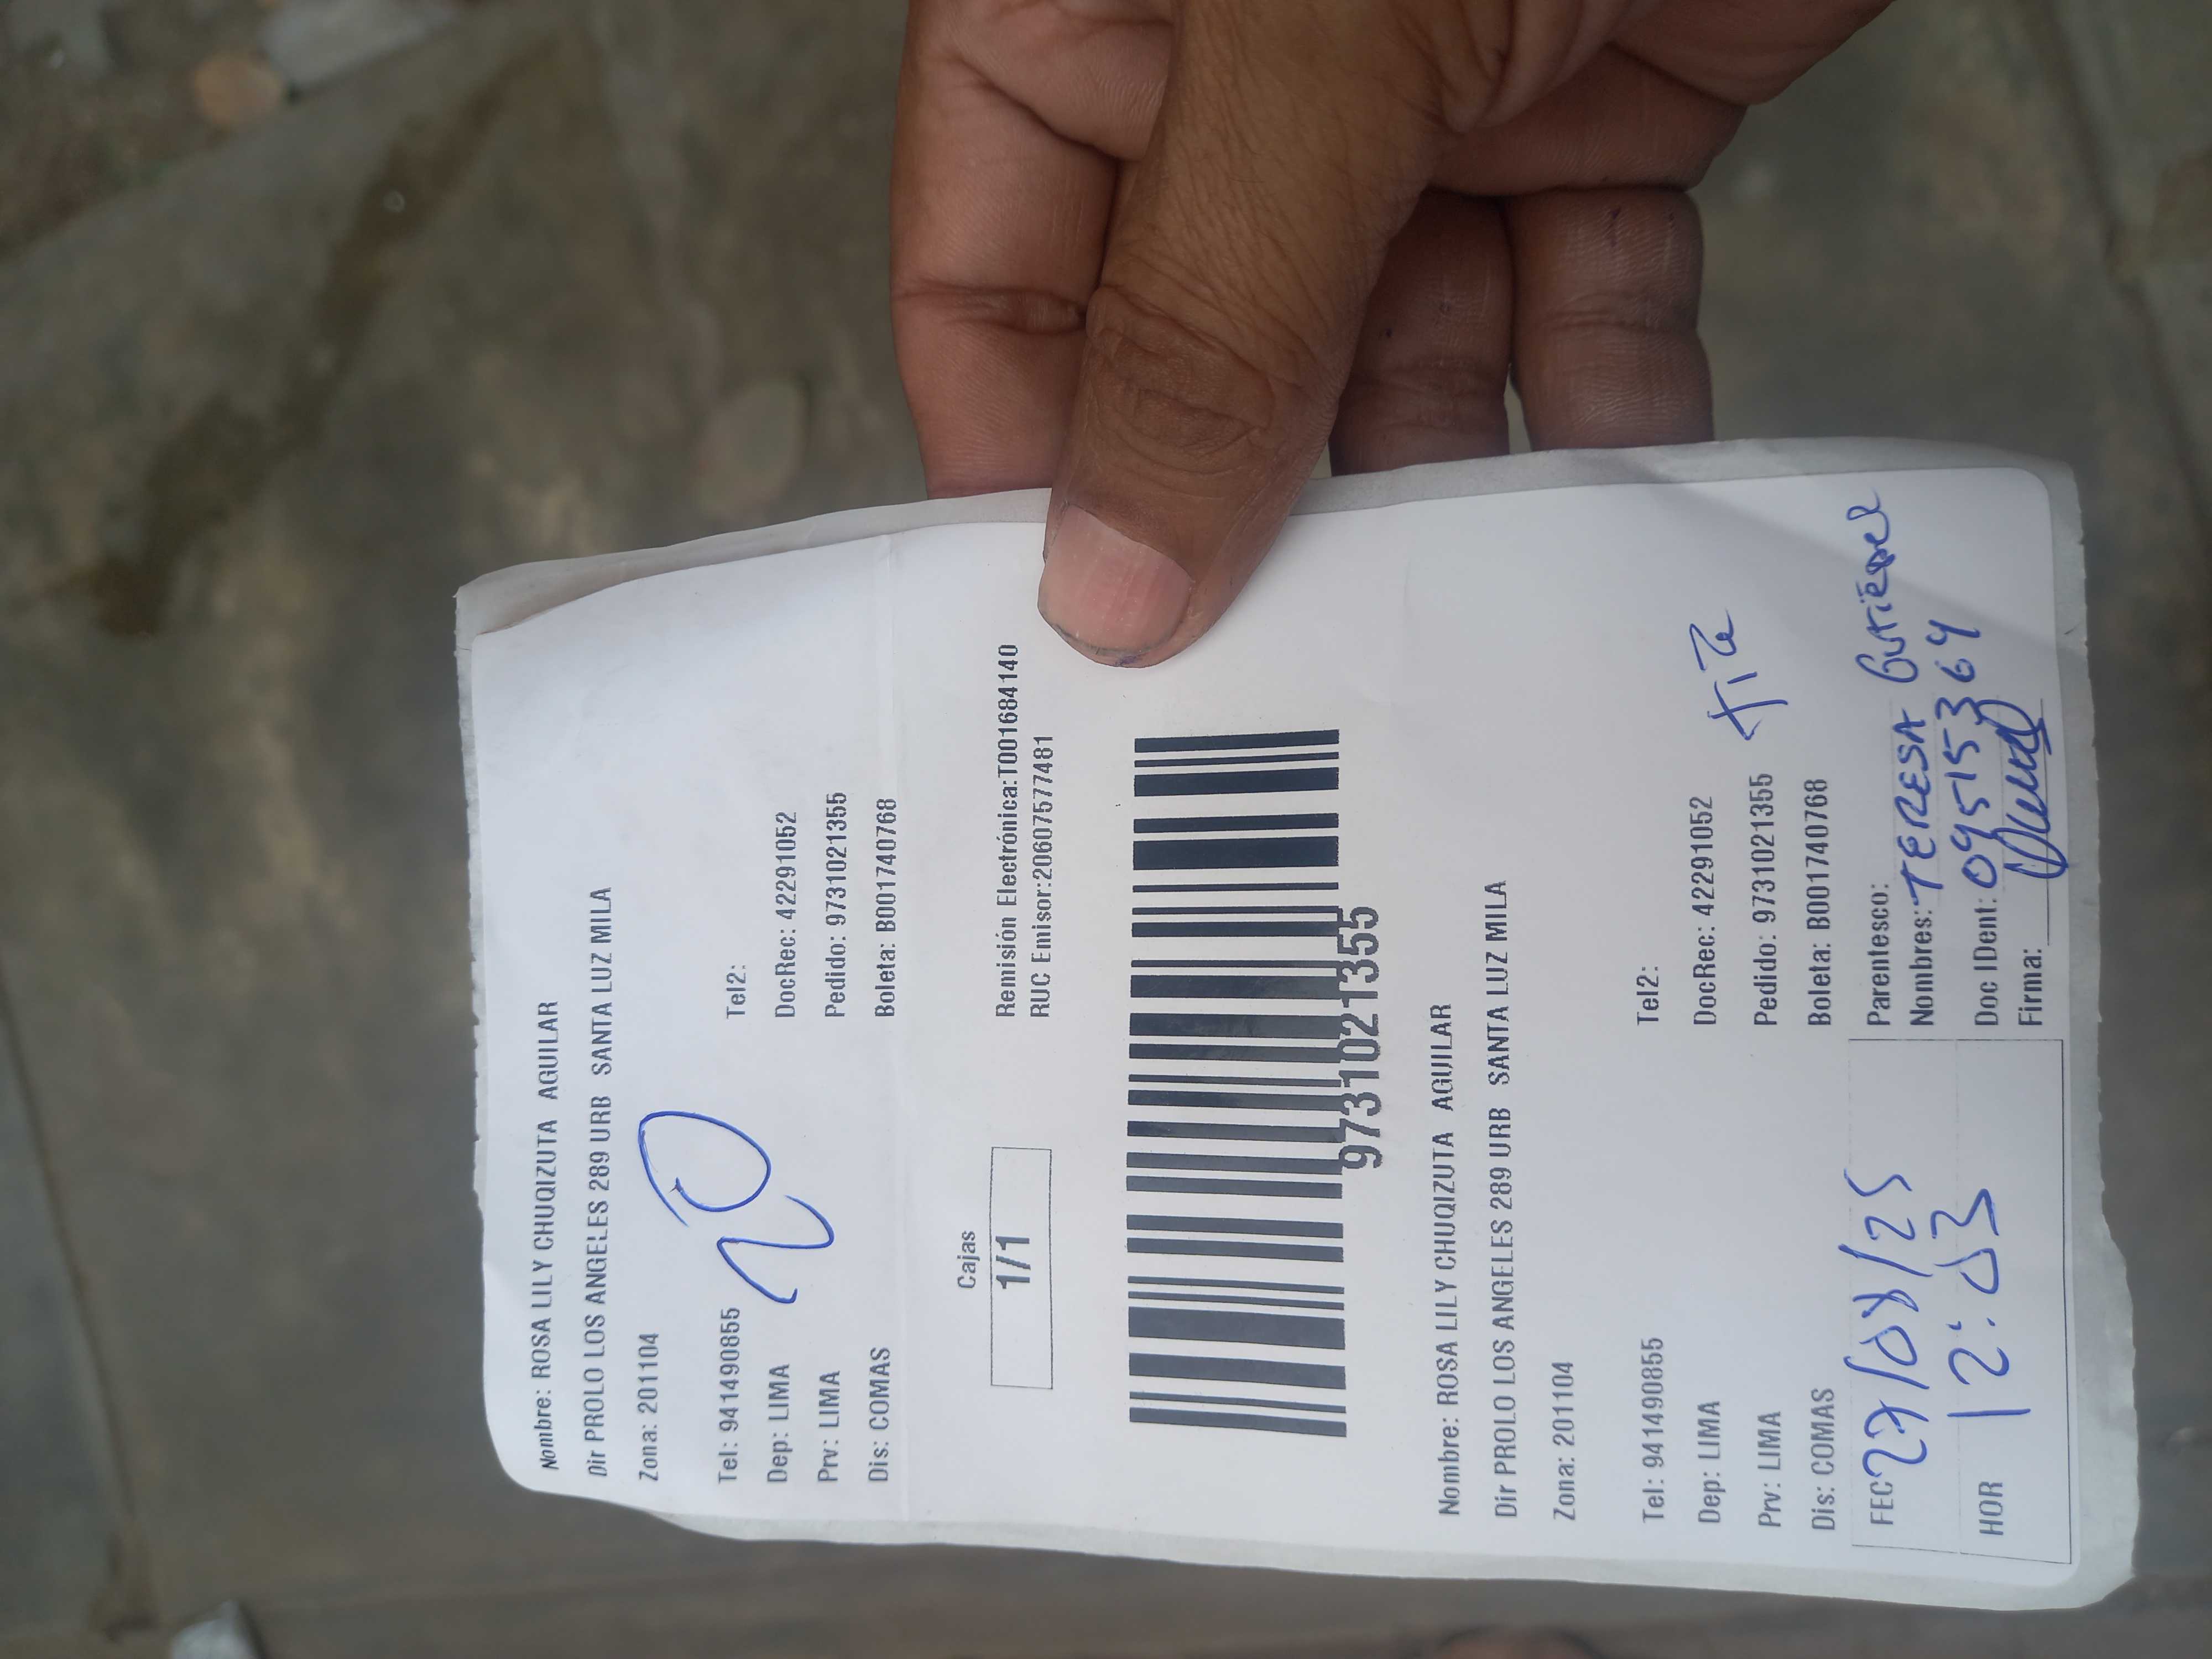 Nombre: ROSA LILY CHUQIZUTA AGUILAR
Dir PROLO LOS ANGELES 289 URB SANTA LUZ MILA
Zona: 201104
20
Tel: 941490855 Tel2:
Dep: LIMA DocRec: 42291052
Prv: LIMA Pedido: 9731021355
Dis: COMAS Boleta: B001740768
Cajas
1/1
Remisión Electrónica:T001684140
RUC Emisor:20607577481
9731021355
Nombre: ROSA LILY CHUQIZUTA AGUILAR
Dir PROLO LOS ANGELES 289 URB SANTA LUZ MILA
Zona: 201104
Tel: 941490855 Tel2:
Dep: LIMA DocRec: 42291052
Prv: LIMA Pedido: 9731021355
Dis: COMAS Boleta: B001740768
FEC 27/08/25
HOR 12:03
Parentesco: Tia
Nombres: TERESA Gutierrez
Doc IDent: 09515364
Firma: